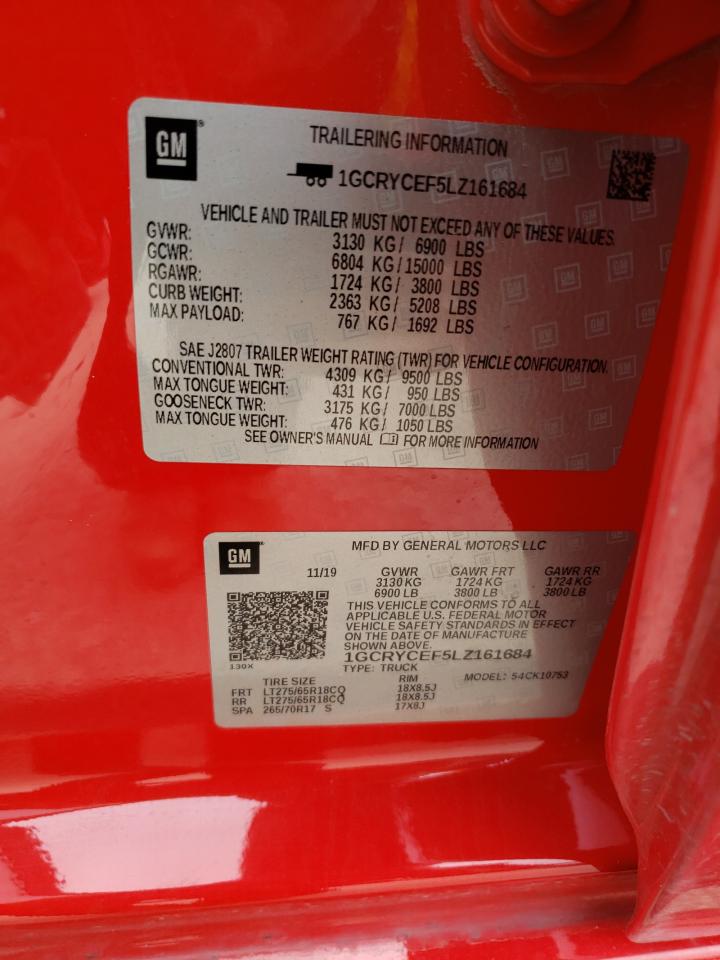 GM
TRAILERING INFORMATION
1GCRYCEF5LZ161684
VEHICLE AND TRAILER MUST NOT EXCEED ANY OF THESE VALUES.
GVWR: 3130 KG / 6900 LBS
GCWR: 6804 KG / 15000 LBS
RGAWR: 1724 KG / 3800 LBS
CURB WEIGHT: 2363 KG / 5208 LBS
MAX PAYLOAD: 767 KG / 1692 LBS
SAE J2807 TRAILER WEIGHT RATING (TWR) FOR VEHICLE CONFIGURATION.
CONVENTIONAL TWR: 4309 KG / 9500 LBS
MAX TONGUE WEIGHT: 431 KG / 950 LBS
GOOSENECK TWR: 3175 KG / 7000 LBS
MAX TONGUE WEIGHT: 476 KG / 1050 LBS
SEE OWNER'S MANUAL FOR MORE INFORMATION
GM MFD BY GENERAL MOTORS LLC
11/19 GVWR GAWR FRT GAWR RR
3130 KG 1724 KG 1724 KG
6900 LB 3800 LB 3800 LB
THIS VEHICLE CONFORMS TO ALL
APPLICABLE U.S. FEDERAL MOTOR
VEHICLE SAFETY STANDARDS IN EFFECT
ON THE DATE OF MANUFACTURE
SHOWN ABOVE.
1GCRYCEF5LZ161684
130X
TYPE: TRUCK MODEL: 54CK10753
TIRE SIZE RIM
FRT LT275/65R18CQ 18X8.5J
RR LT275/65R18CQ 18X8.5J
SPA 265/70R17 S 17X8J